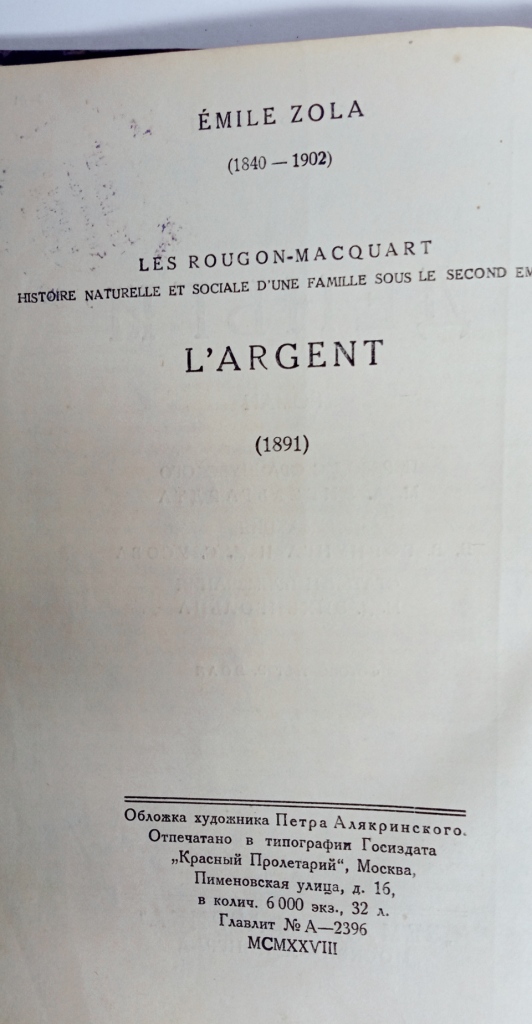 ÉMILE ZOLA
(1840 — 1902)
LES ROUGON-MACQUART
HISTOIRE NATURELLE ET SOCIALE D'UNE FAMILLE SOUS LE SECOND EM
L'ARGENT
(1891)
Обложка художника Петра Алякринского.
Отпечатано в типографии Госиздата
„Красный Пролетарий“, Москва,
Пименовская улица, д. 16,
в колич. 6 000 экз., 32 л.
Главлит № А—2396
MCMXXVIII